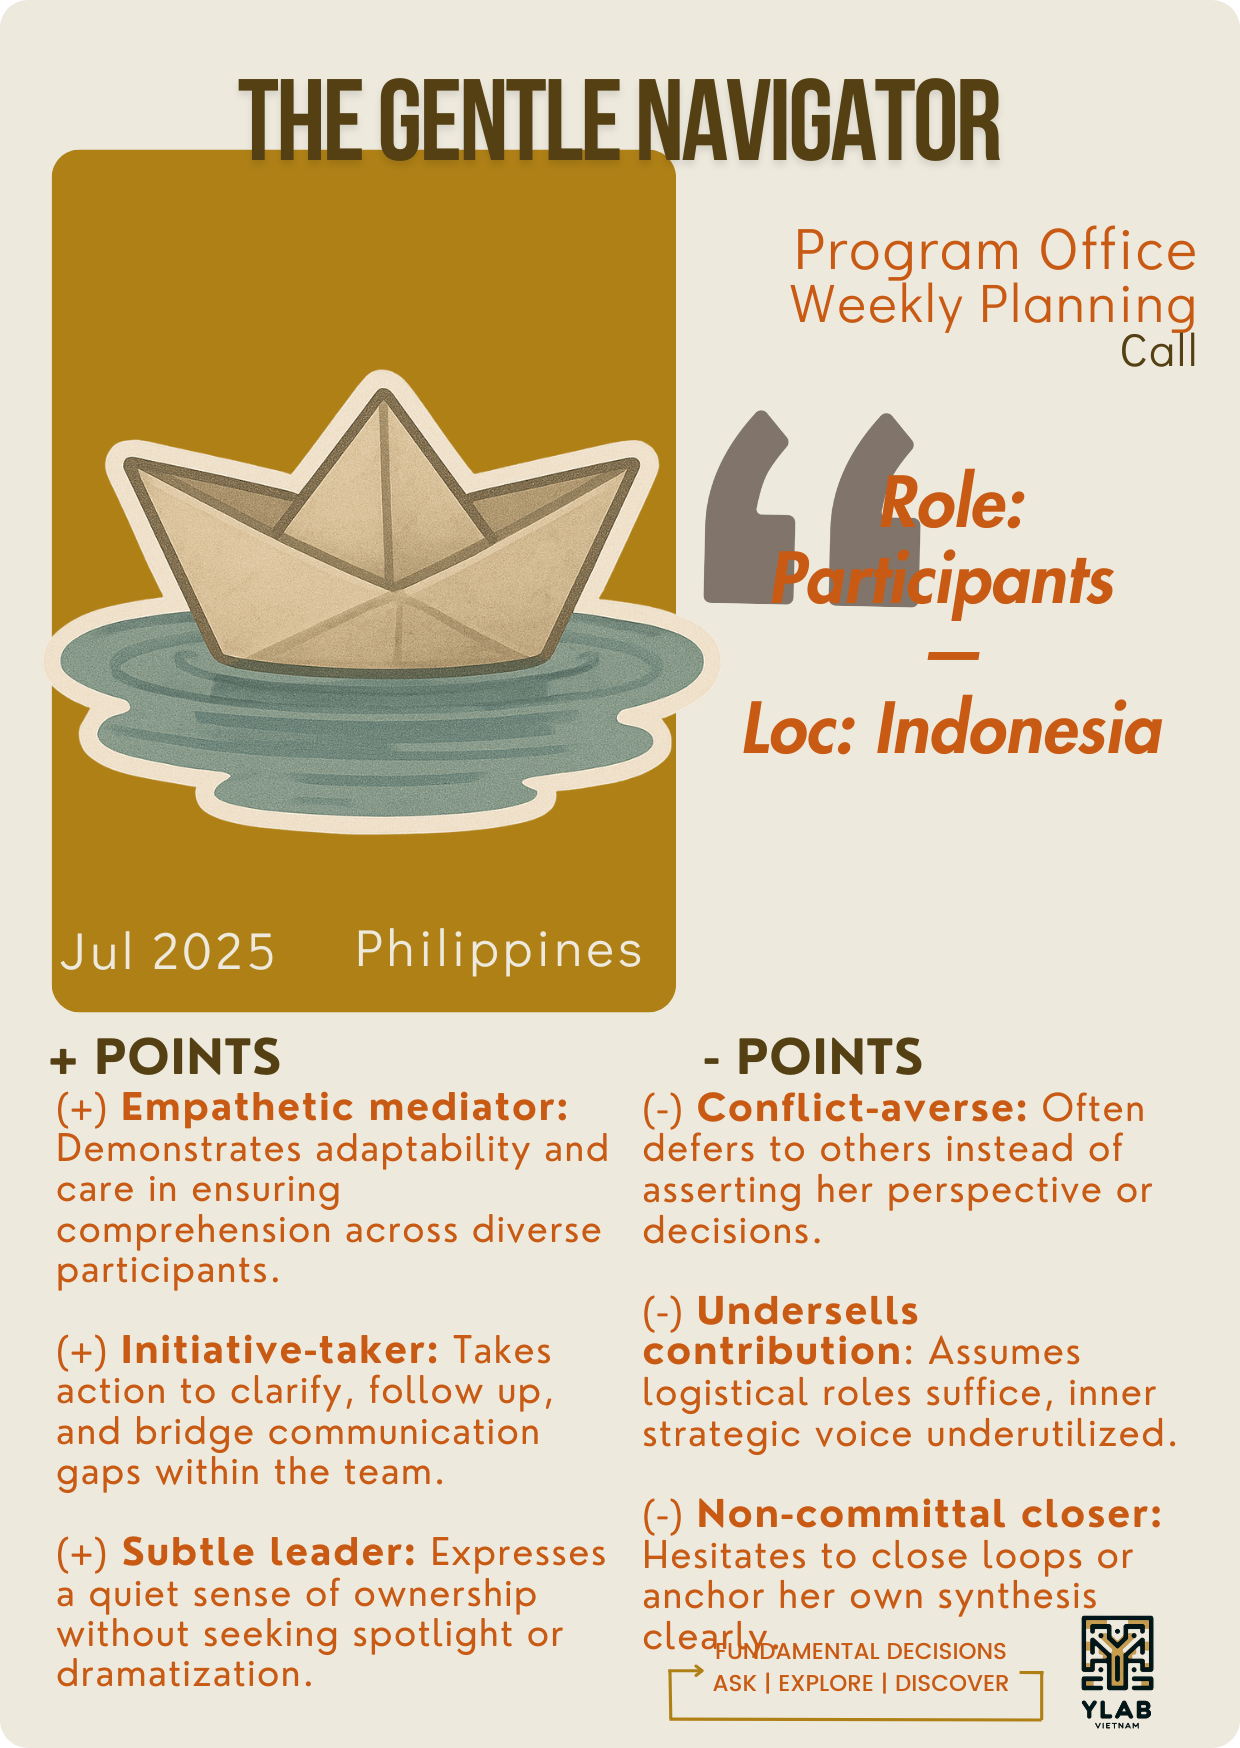 THE GENTLE NAVIGATOR
Program Office
Weekly Planning
Call
Role:
Participants
—
Loc: Indonesia
Jul 2025
Philippines
+ POINTS
(+) Empathetic mediator:
Demonstrates adaptability and
care in ensuring
comprehension across diverse
participants.
(+) Initiative-taker: Takes
action to clarify, follow up,
and bridge communication
gaps within the team.
(+) Subtle leader: Expresses
a quiet sense of ownership
without seeking spotlight or
dramatization.
- POINTS
(-) Conflict-averse: Often
defers to others instead of
asserting her perspective or
decisions.
(-) Undersells
contribution: Assumes
logistical roles suffice, inner
strategic voice underutilized.
(-) Non-committal closer:
Hesitates to close loops or
anchor her own synthesis
clearly.
FUNDAMENTAL DECISIONS
ASK | EXPLORE | DISCOVER
YLAB
VIETNAM